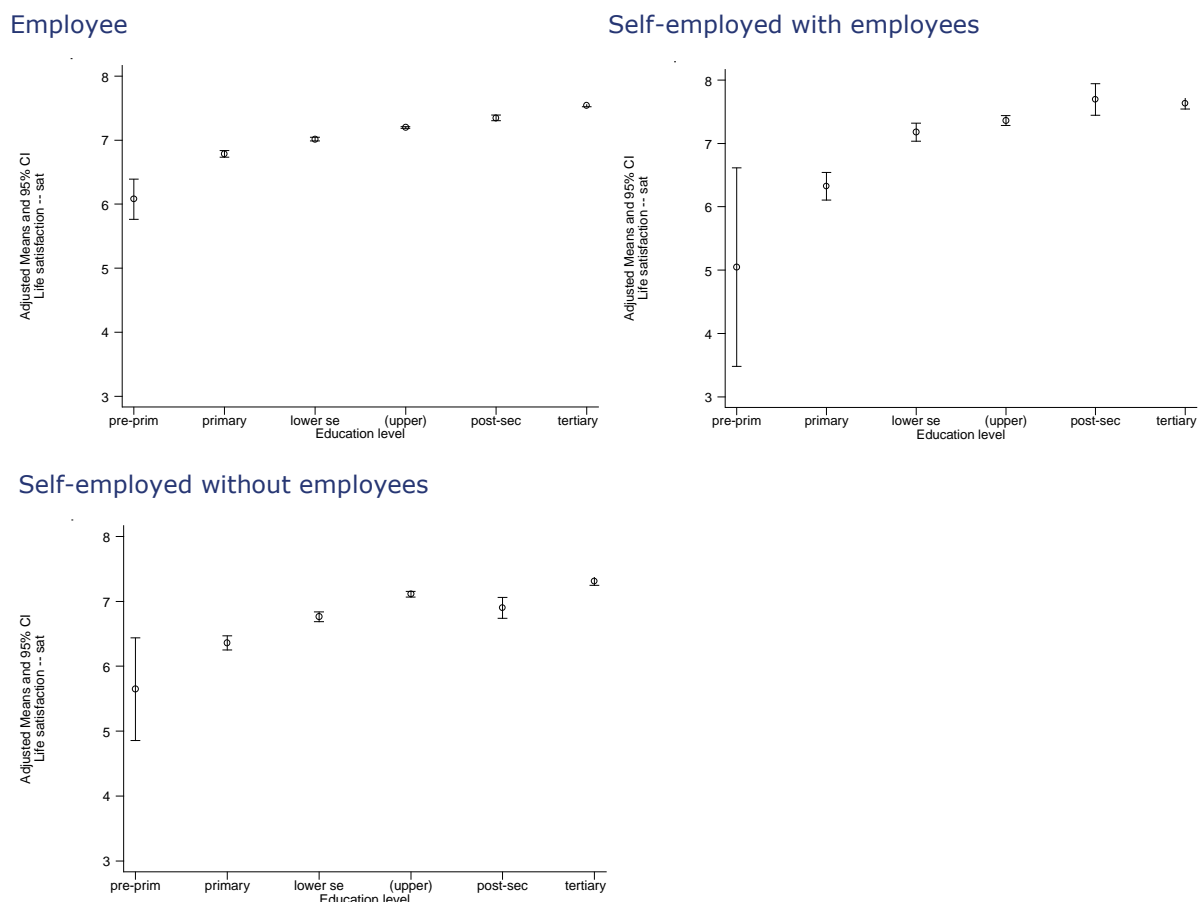 Employee
Adjusted Means and 95% CI
Life satisfaction -- sat
8
7
6
5
4
3
pre-prim primary lower se (upper) post-sec tertiary
Education level
Self-employed with employees
Adjusted Means and 95% CI
Life satisfaction -- sat
8
7
6
5
4
3
pre-prim primary lower se (upper) post-sec tertiary
Education level
Self-employed without employees
Adjusted Means and 95% CI
Life satisfaction -- sat
8
7
6
5
4
3
pre-prim primary lower se (upper) post-sec tertiary
Education level